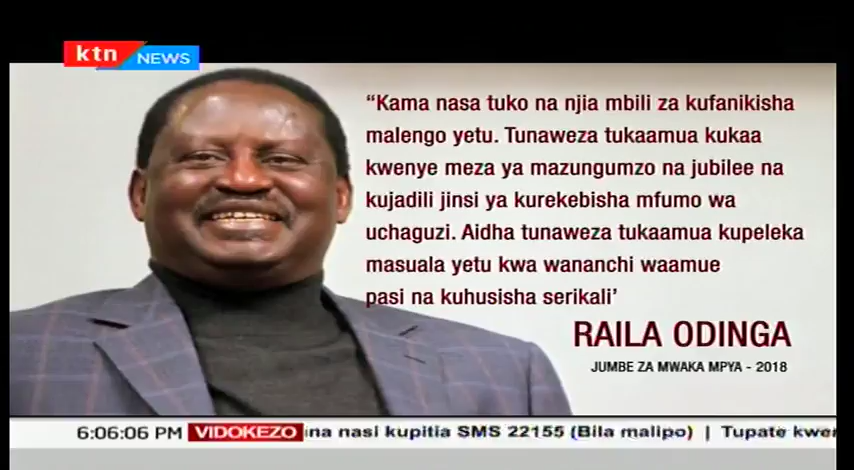 ktn NEWS
“Kama nasa tuko na njia mbili za kufanikisha
malengo yetu. Tunaweza tukaamua kukaa
kwenye meza ya mazungumzo na jubilee na
kujadili jinsi ya kurekebisha mfumo wa
uchaguzi. Aidha tunaweza tukaamua kupeleka
masuala yetu kwa wananchi waamue
pasi na kuhusisha serikali’
RAILA ODINGA
JUMBE ZA MWAKA MPYA - 2018
6:06:06 PM VIDOKEZO ina nasi kupitia SMS 22155 (Bila malipo) | Tupate kwen